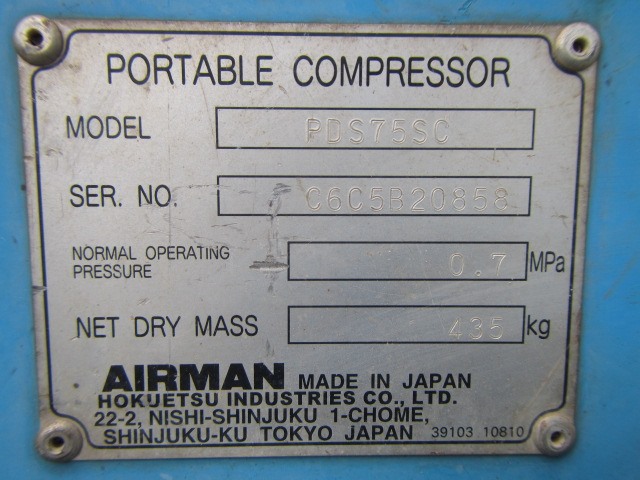 PORTABLE COMPRESSOR
MODEL PDS75SC
SER. NO. C6C5B20858
NORMAL OPERATING
PRESSURE 0.7 MPa
NET DRY MASS 435 kg
AIRMAN MADE IN JAPAN
HOKUETSU INDUSTRIES CO., LTD.
22-2, NISHI-SHINJUKU 1-CHOME,
SHINJUKU-KU TOKYO JAPAN 39103 10810